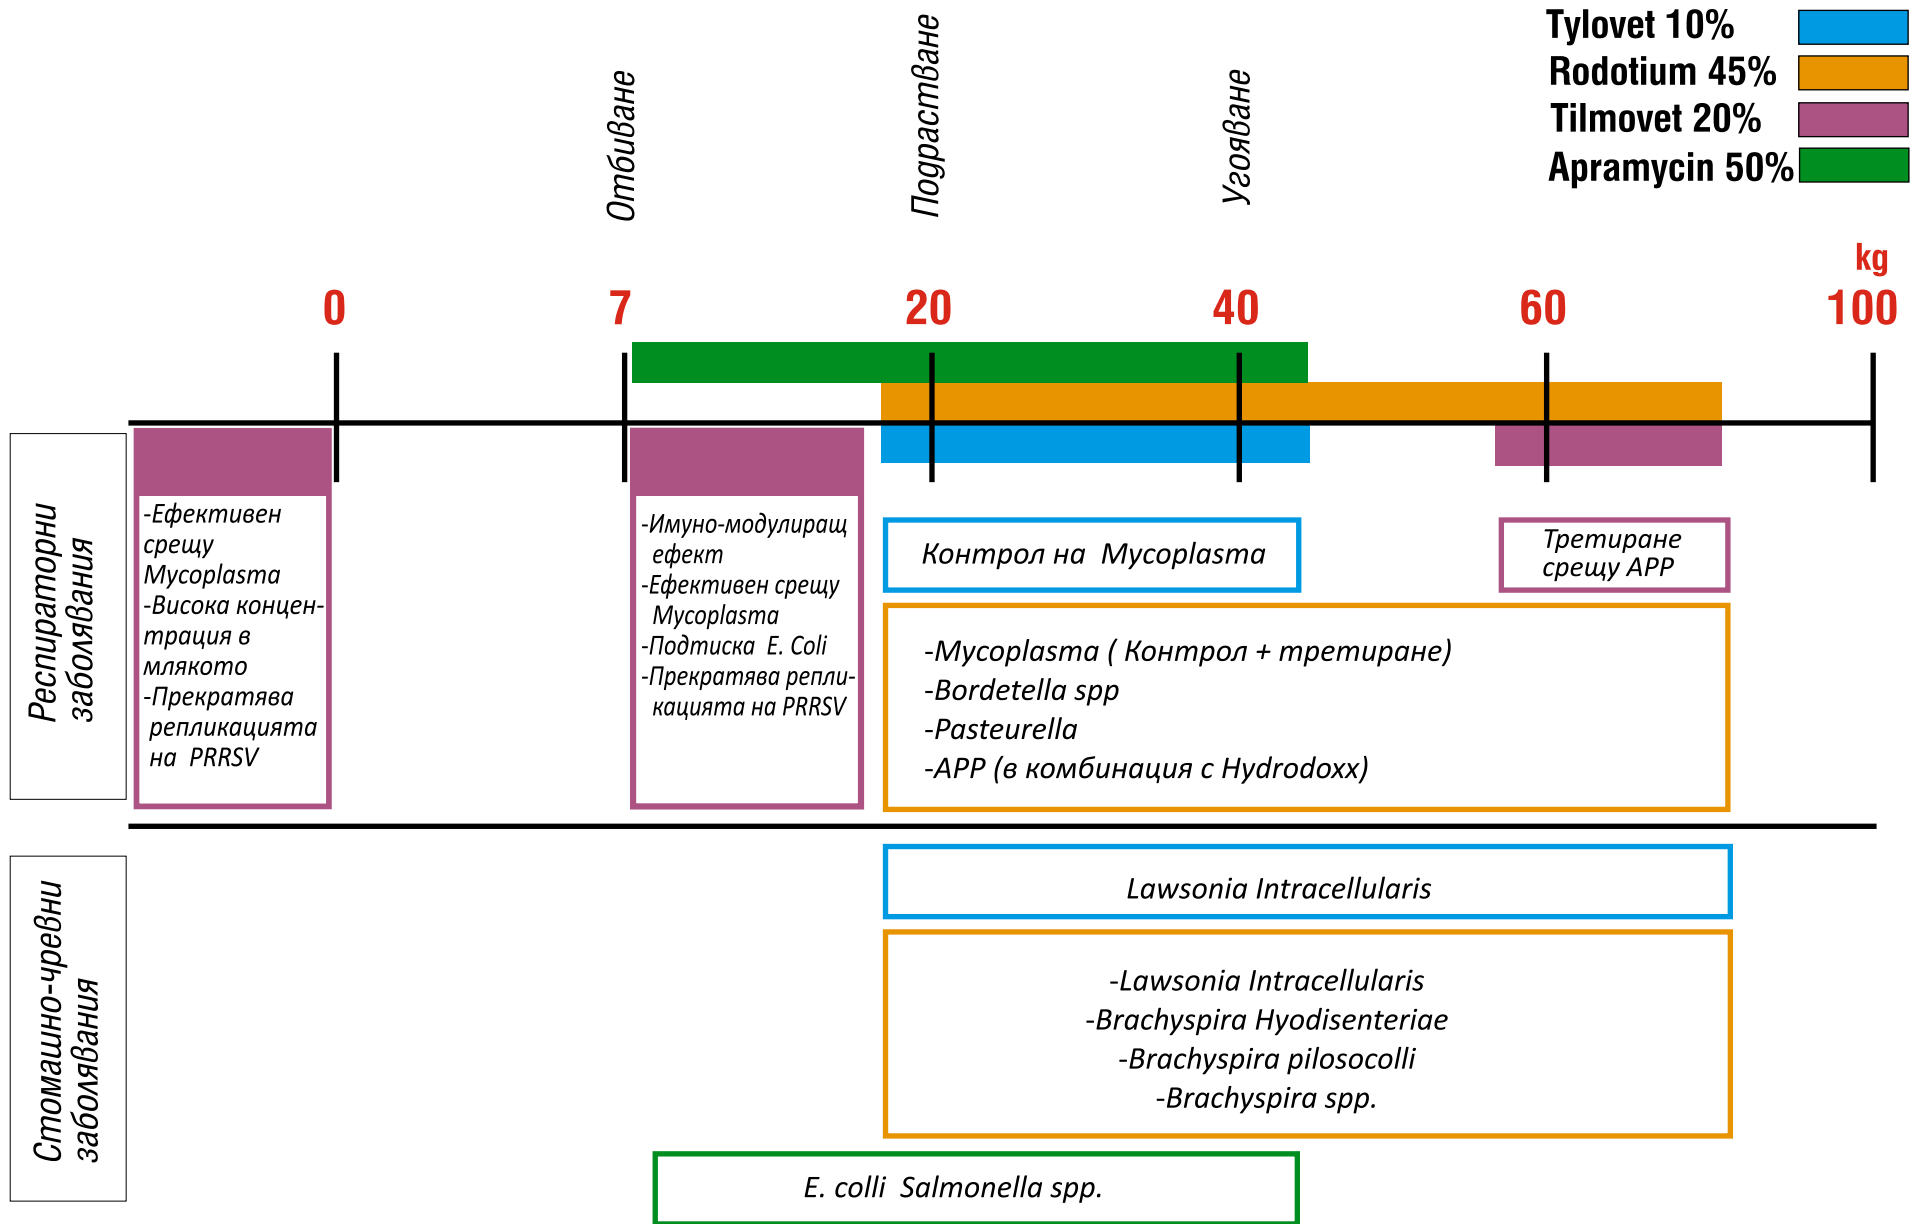 Tylovet 10%
Rodotium 45%
Tilmovet 20%
Apramycin 50%
Отбиване
Подрастване
Угояване
kg
0
7
20
40
60
100
Респираторни
заболявания
-Ефективен
срещу
Mycoplasma
-Висока концен-
трация в
млякото
-Прекратява
репликацията
на PRRSV
-Имуно-модулиращ
ефект
-Ефективен срещу
Mycoplasma
-Подтиска E. Coli
-Прекратява репли-
кацията на PRRSV
Контрол на Mycoplasma
Третиране
срещу APP
-Mycoplasma ( Контрол + третиране)
-Bordetella spp
-Pasteurella
-APP (в комбинация с Hydrodoxx)
Стомашно-чревни
заболявания
Lawsonia Intracellularis
-Lawsonia Intracellularis
-Brachyspira Hyodisenteriae
-Brachyspira pilosocolli
-Brachyspira spp.
E. colli Salmonella spp.